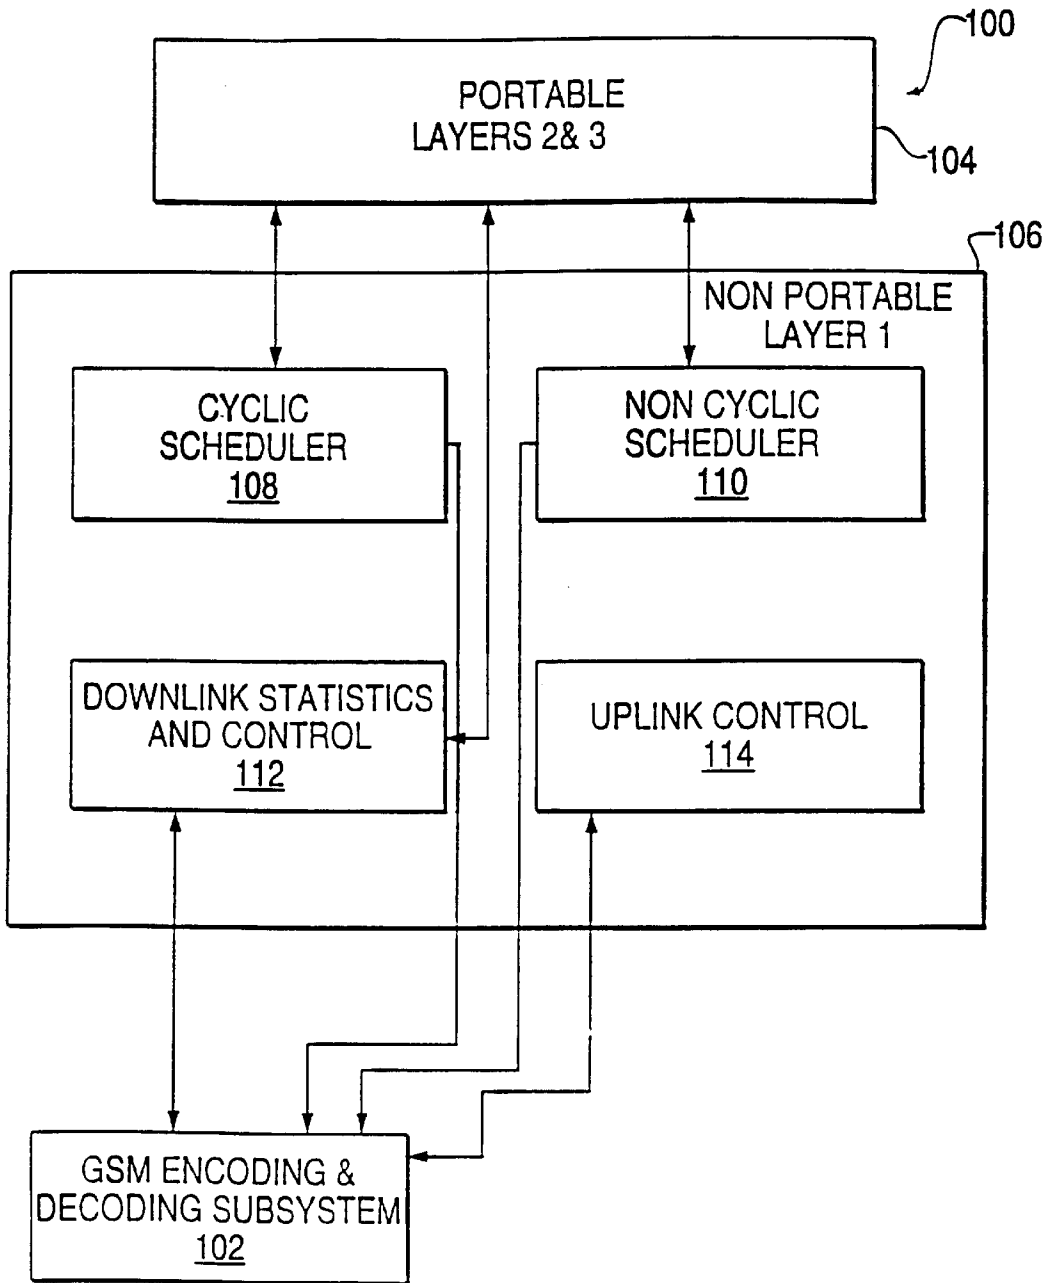 100
PORTABLE
LAYERS 2& 3
104
106
NON PORTABLE
LAYER 1
CYCLIC
SCHEDULER
108
NON CYCLIC
SCHEDULER
110
DOWNLINK STATISTICS
AND CONTROL
112
UPLINK CONTROL
114
GSM ENCODING &
DECODING SUBSYSTEM
102